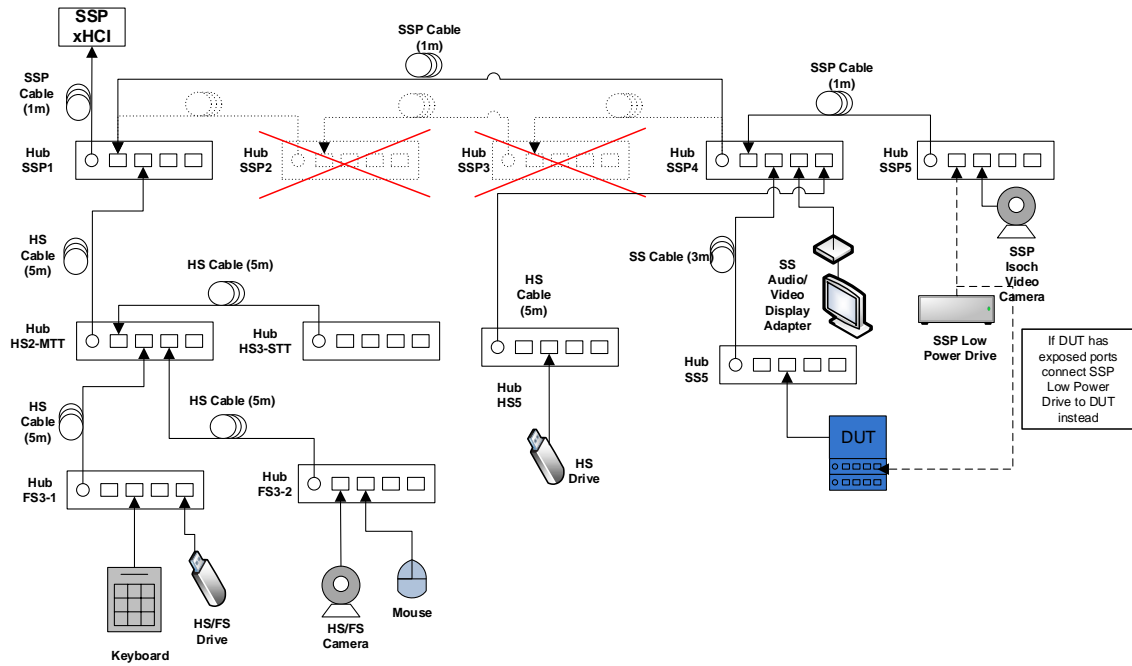 SSP
xHCI
SSP
Cable
(1m)
SSP Cable
(1m)
SSP Cable
(1m)
Hub
SSP1
Hub
SSP2
Hub
SSP3
Hub
SSP4
Hub
SSP5
HS
Cable
(5m)
HS Cable (5m)
HS
Cable
(5m)
SS Cable (3m)
SS
Audio/
Video
Display
Adapter
SSP
Isoch
Video
Camera
SSP Low
Power Drive
If DUT has
exposed ports
connect SSP
Low Power
Drive to DUT
instead
Hub
HS2-MTT
Hub
HS3-STT
Hub
HS5
Hub
SS5
HS
Cable
(5m)
HS Cable (5m)
HS
Drive
DUT
Hub
FS3-1
Hub
FS3-2
Keyboard
HS/FS
Drive
HS/FS
Camera
Mouse